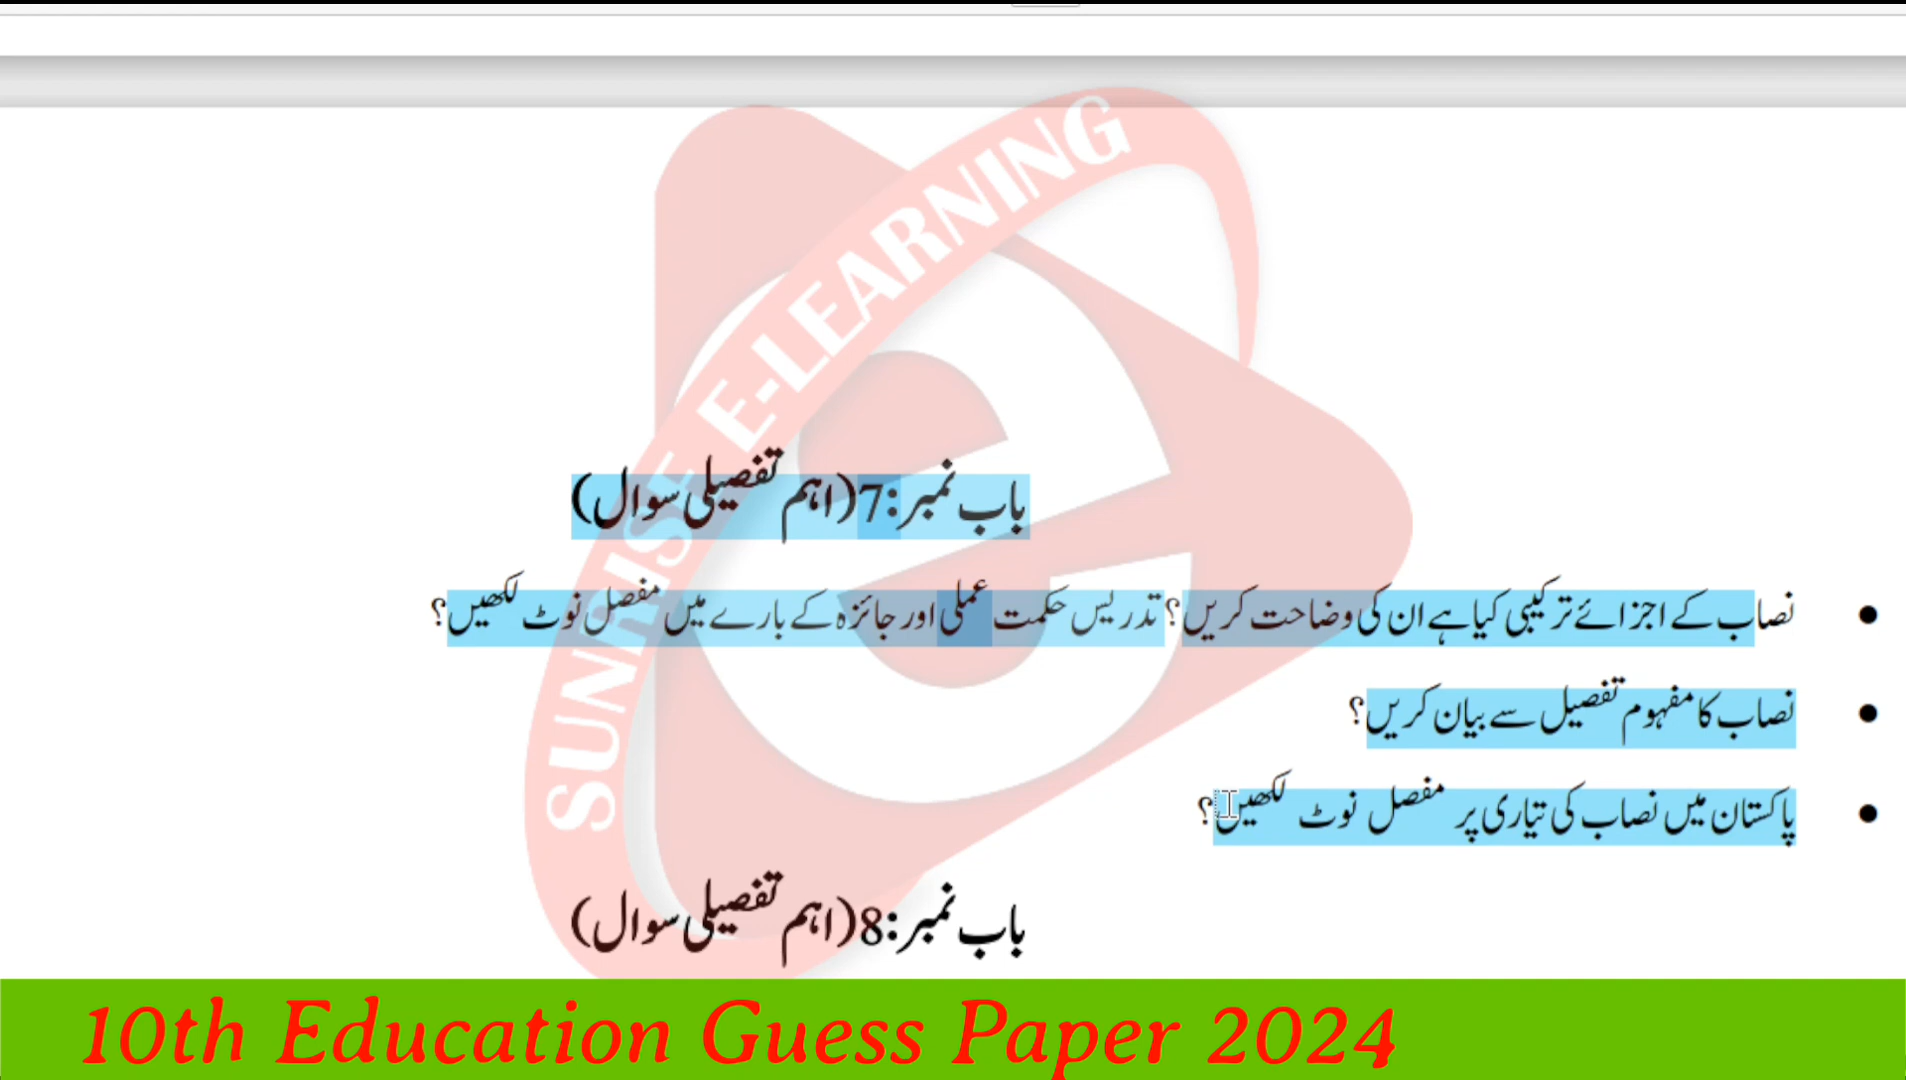 SUNRISE E-LEARNING
باب نمبر:7(اہم تفصیلی سوال)
نصاب کے اجزائے ترکیبی کیا ہے ان کی وضاحت کریں؟ تدریس حکمت عملی اور جائزہ کے بارے میں مفصل نوٹ لکھیں؟
نصاب کا مفہوم تفصیل سے بیان کریں؟
پاکستان میں نصاب کی تیاری پر مفصل نوٹ لکھیں؟
باب نمبر:8(اہم تفصیلی سوال)
10th Education Guess Paper 2024